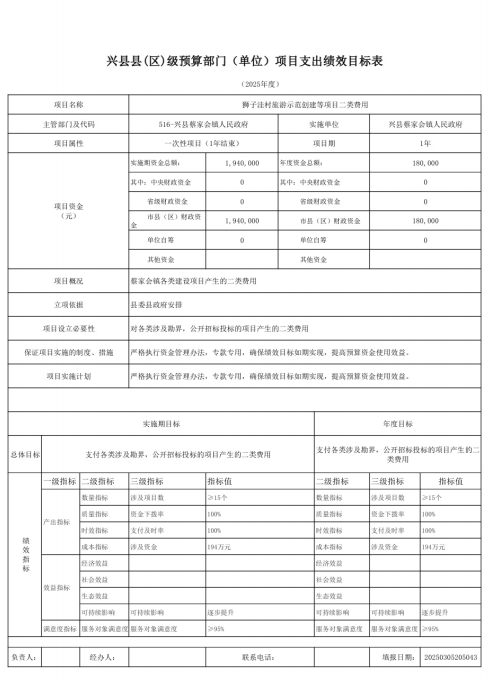 兴县县(区)级预算部门（单位）项目支出绩效目标表
（2025年度）
项目名称 狮子洼村旅游示范创建等项目二类费用
主管部门及代码 516-兴县蔡家会镇人民政府 实施单位 兴县蔡家会镇人民政府
项目属性 一次性项目（1年结束） 项目期 1年
项目资金
（元）
实施期资金总额： 1,940,000 年度资金总额： 180,000
其中：中央财政资金 0 其中：中央财政资金 0
省级财政资金 0 省级财政资金 0
市县（区）财政资金 1,940,000 市县（区）财政资金 180,000
单位自筹 0 单位自筹 0
其他资金 其他资金
项目概况 蔡家会镇各类建设项目产生的二类费用
立项依据 县委县政府安排
项目设立必要性 对各类涉及勘界，公开招标投标的项目产生的二类费用
保证项目实施的制度、措施 严格执行资金管理办法，专款专用，确保绩效目标如期实现，提高预算资金使用效益。
项目实施计划 严格执行资金管理办法，专款专用，确保绩效目标如期实现，提高预算资金使用效益。
实施期目标 年度目标
总体目标 支付各类涉及勘界，公开招标投标的项目产生的二类费用 支付各类涉及勘界，公开招标投标的项目产生的二类费用
绩效指标
一级指标 二级指标 三级指标 指标值 二级指标 三级指标 指标值
产出指标
数量指标 涉及项目数 ≥15个 数量指标 涉及项目数 ≥15个
质量指标 资金下拨率 100% 质量指标 资金下拨率 100%
时效指标 支付及时率 100% 时效指标 支付及时率 100%
成本指标 涉及资金 194万元 成本指标 涉及资金 194万元
效益指标
经济效益 经济效益
社会效益 社会效益
生态效益 生态效益
可持续影响 可持续影响 逐步提升 可持续影响 可持续影响 逐步提升
满意度指标 服务对象满意度 服务对象满意度 ≥95% 服务对象满意度 服务对象满意度 ≥95%
负责人： 经办人： 联系电话： 填报日期： 20250305205043